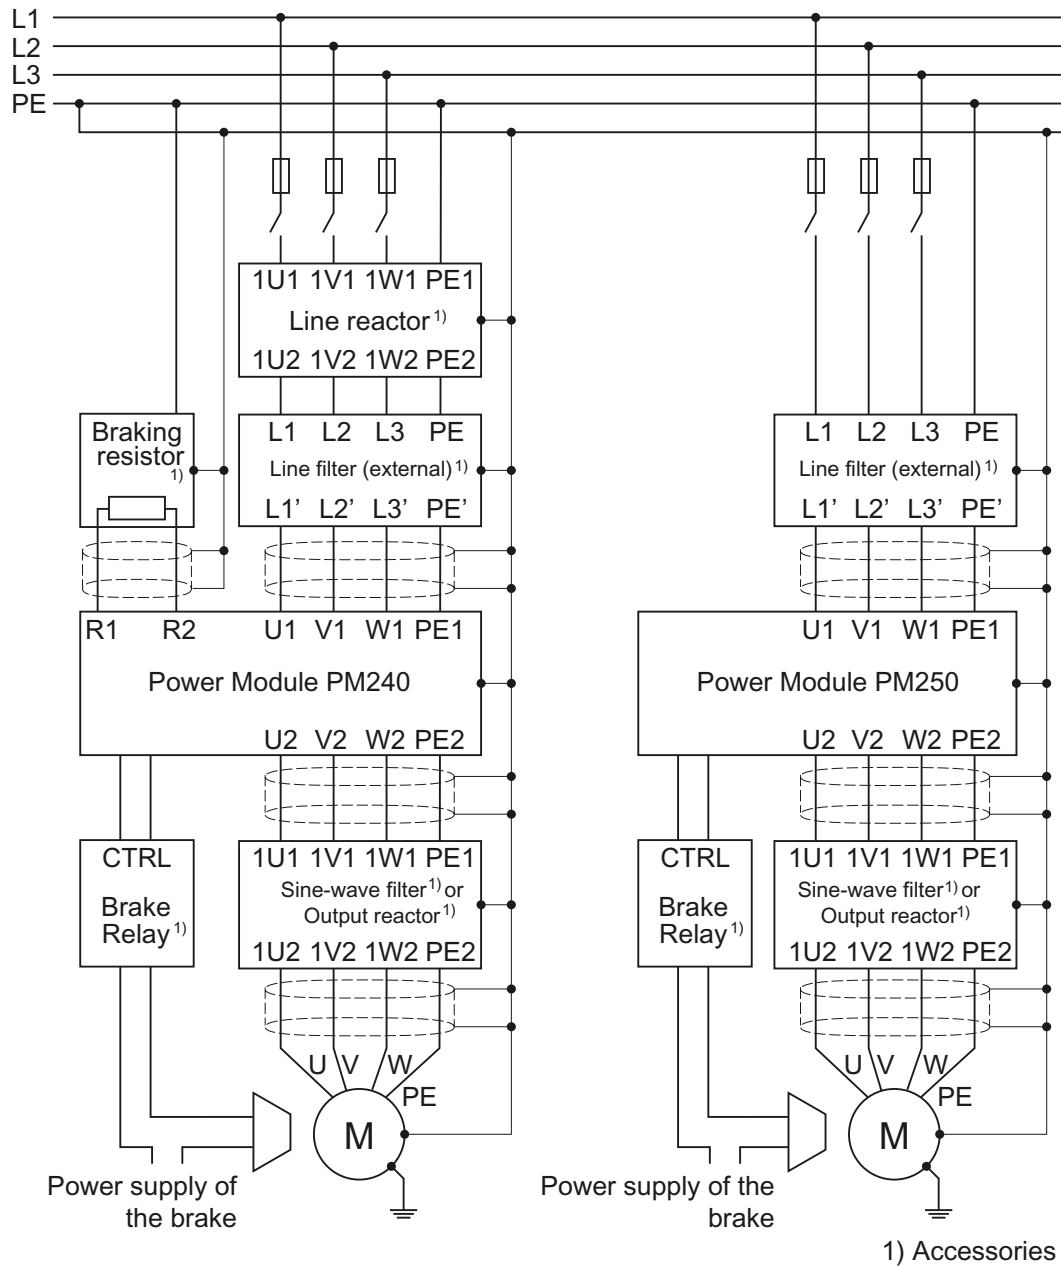 L1
L2
L3
PE
1U1 1V1 1W1 PE1
Line reactor 1)
1U2 1V2 1W2 PE2
Braking
resistor
1)
L1 L2 L3 PE
Line filter (external) 1)
L1’ L2’ L3’ PE’
L1 L2 L3 PE
Line filter (external) 1)
L1’ L2’ L3’ PE’
R1 R2 U1 V1 W1 PE1
Power Module PM240
U2 V2 W2 PE2
U1 V1 W1 PE1
Power Module PM250
U2 V2 W2 PE2
CTRL
Brake
Relay 1)
1U1 1V1 1W1 PE1
Sine-wave filter 1) or
Output reactor 1)
1U2 1V2 1W2 PE2
CTRL
Brake
Relay 1)
1U1 1V1 1W1 PE1
Sine-wave filter 1) or
Output reactor 1)
1U2 1V2 1W2 PE2
U V W
PE
M
Power supply of
the brake
U V W
PE
M
Power supply of the
brake
1) Accessories